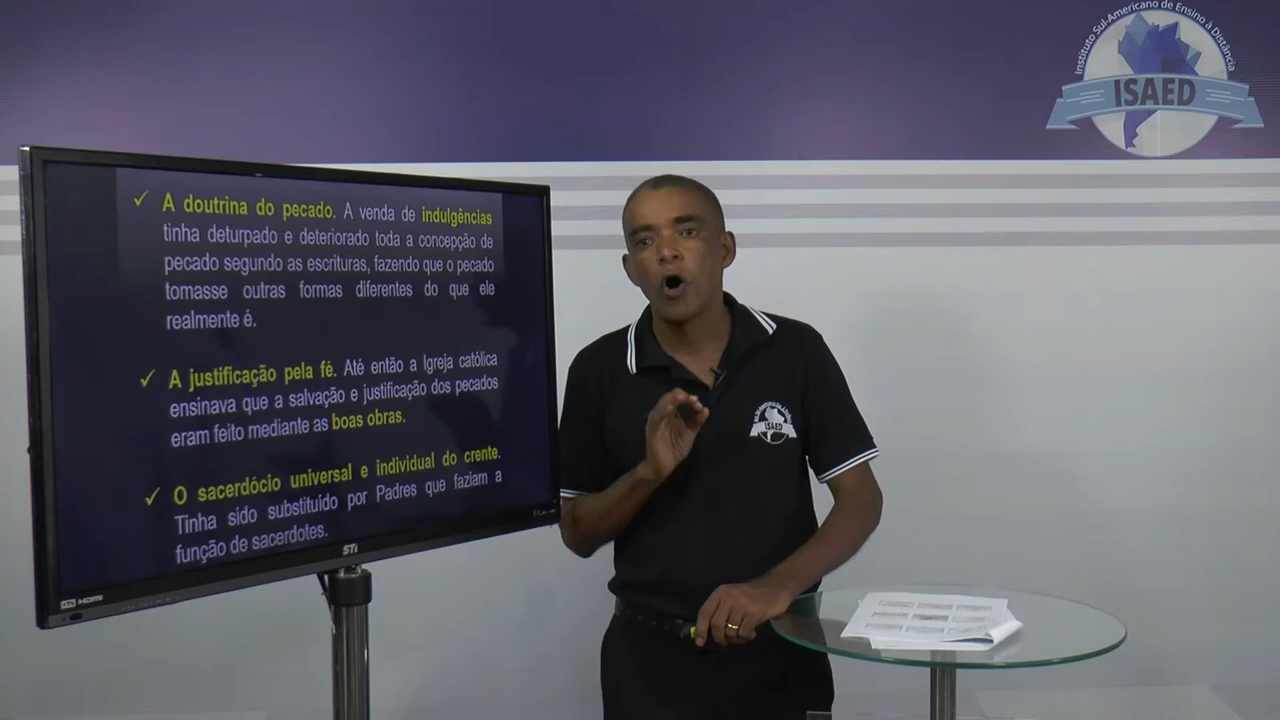 Instituto Sul-Americano de Ensino à Distância
ISAED
✓ A doutrina do pecado. A venda de indulgências
tinha deturpado e deteriorado toda a concepção de
pecado segundo as escrituras, fazendo que o pecado
tomasse outras formas diferentes do que ele
realmente é.
✓ A justificação pela fé. Até então a Igreja católica
ensinava que a salvação e justificação dos pecados
eram feito mediante as boas obras.
✓ O sacerdócio universal e individual do crente.
Tinha sido substituído por Padres que faziam a
função de sacerdotes.
STi
HDMI
ISAED